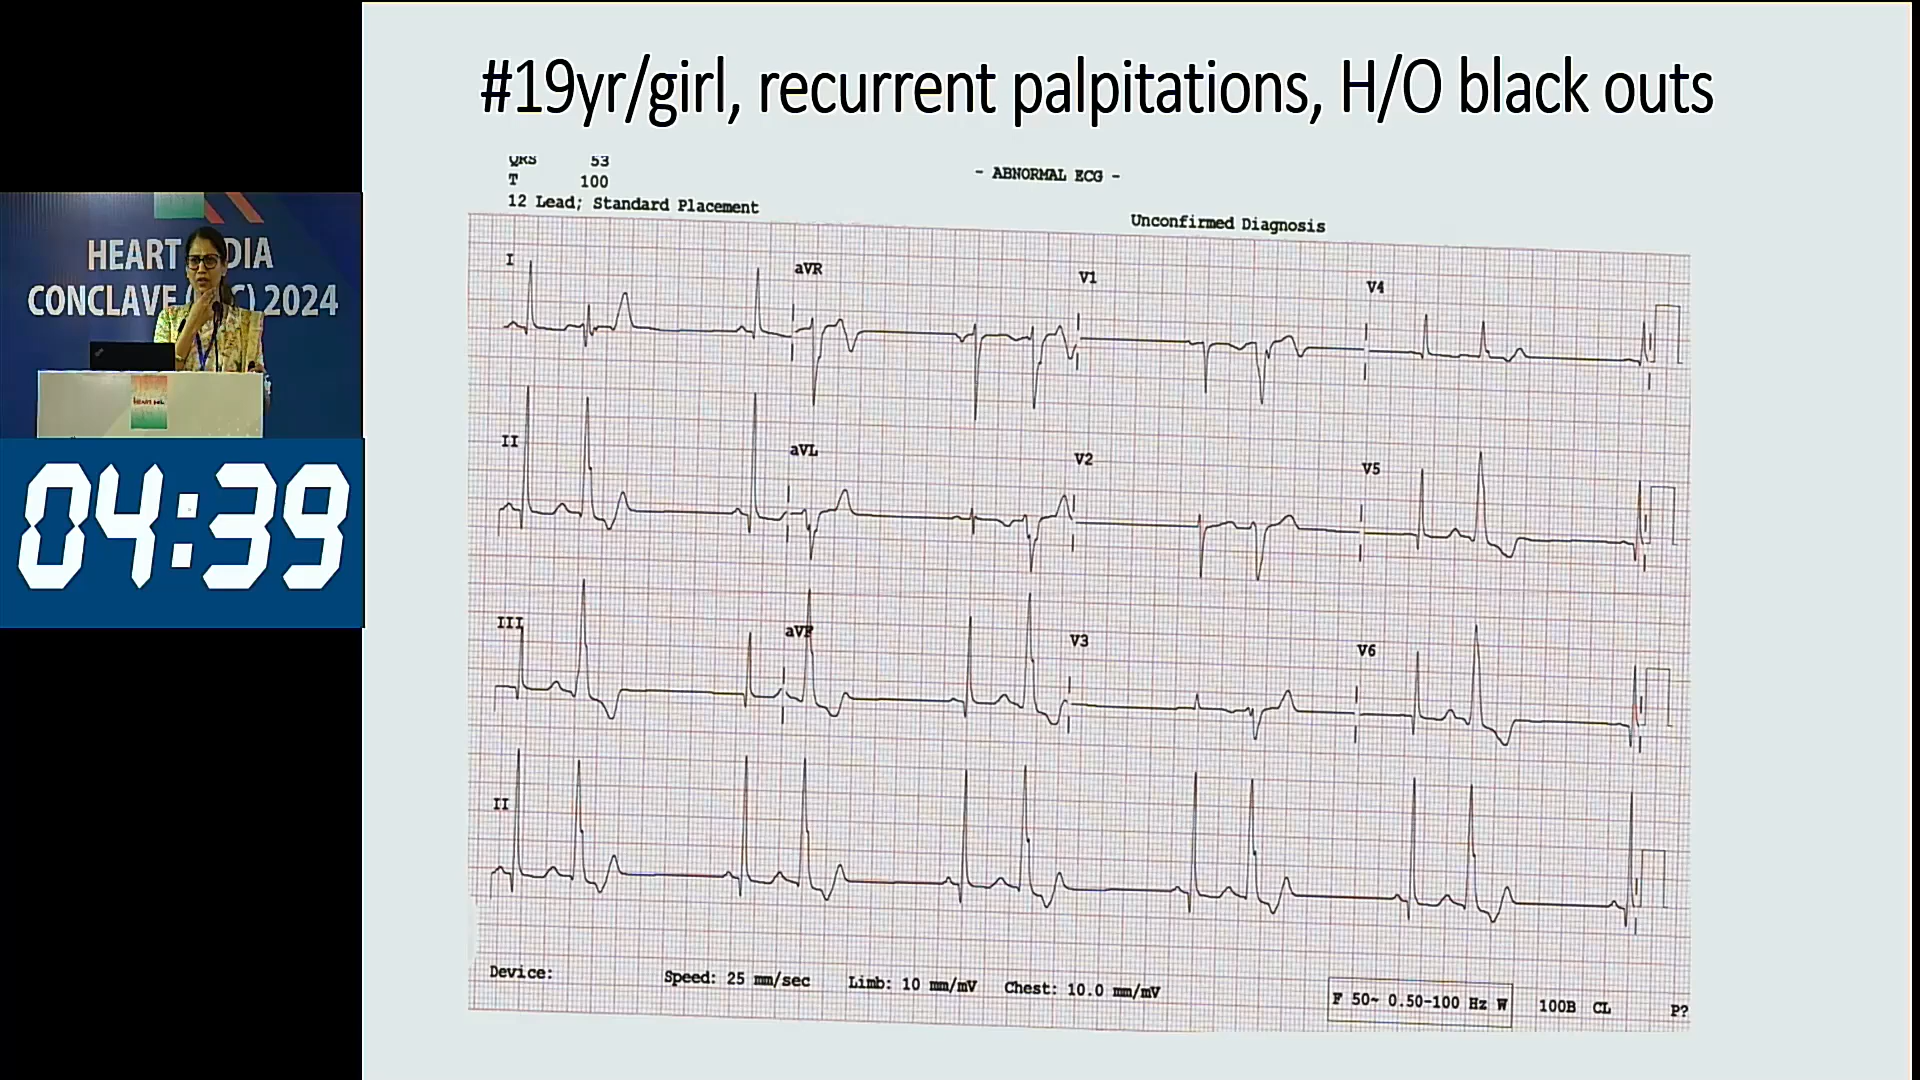 #19yr/girl, recurrent palpitations, H/O black outs
QRS 53
T 100
- ABNORMAL ECG -
12 Lead; Standard Placement
Unconfirmed Diagnosis
I aVR V1 V4
II aVL V2 V5
III aVF V3 V6
II
Device: Speed: 25 mm/sec Limb: 10 mm/mV Chest: 10.0 mm/mV F 50~ 0.50-100 Hz W 100B CL P?
HEART INDIA
CONCLAVE (HIC) 2024
04:39